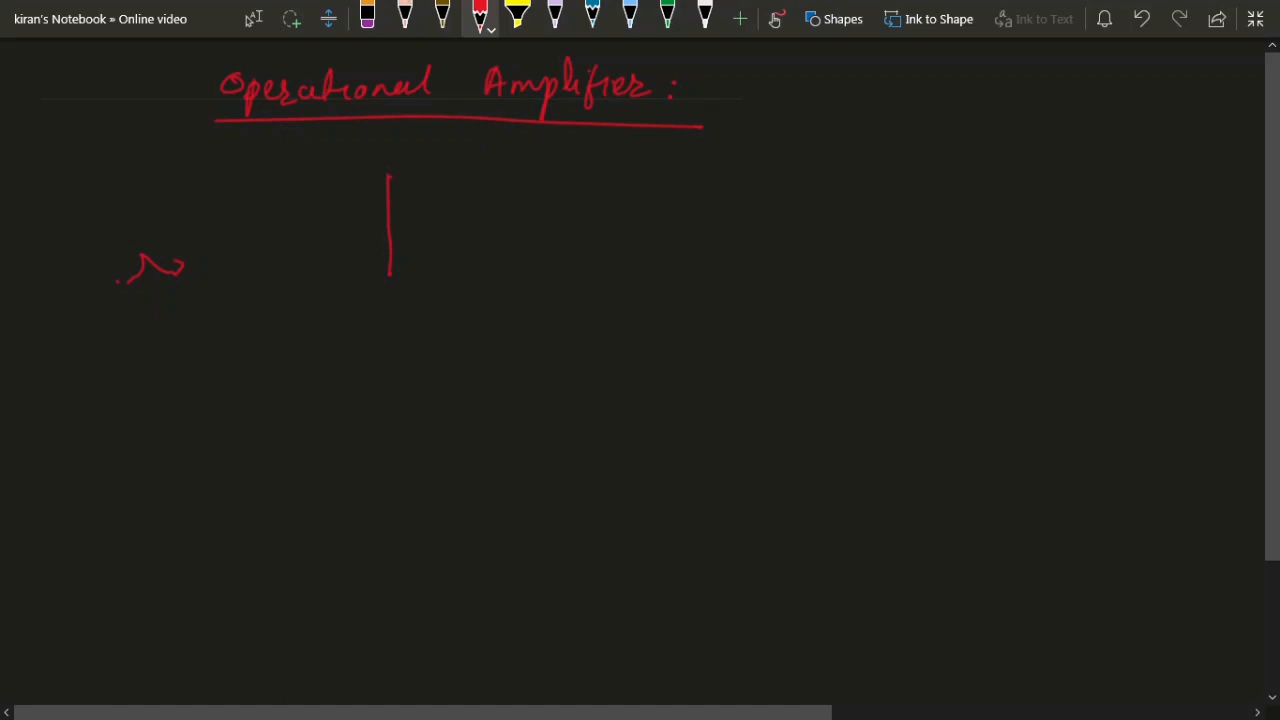 kiran's Notebook » Online video
Shapes
Ink to Shape
Ink to Text
Operational Amplifier: